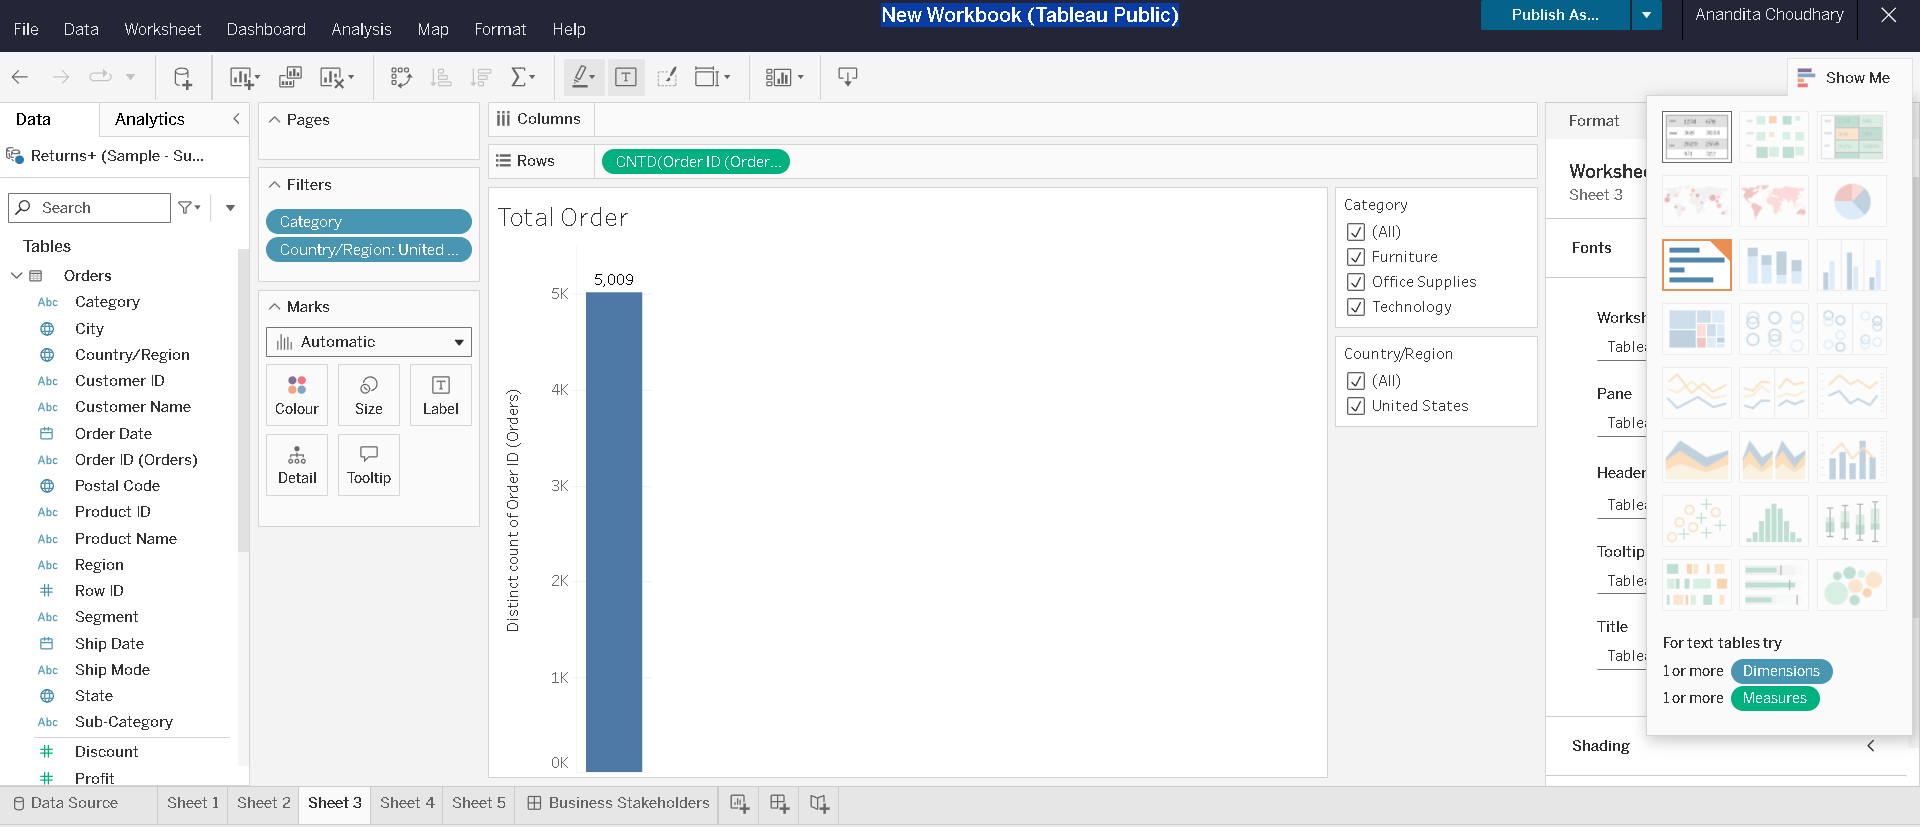 New Workbook (Tableau Public)
Publish As...
Anandita Choudhary
File Data Worksheet Dashboard Analysis Map Format Help
Show Me
Data Analytics
Returns+ (Sample - Su...
Search
Tables
Orders
Abc Category
City
Country/Region
Abc Customer ID
Abc Customer Name
Order Date
Abc Order ID (Orders)
Postal Code
Abc Product ID
Abc Product Name
Abc Region
Row ID
Abc Segment
Ship Date
Abc Ship Mode
State
Abc Sub-Category
Discount
Profit
Pages
Filters
Category
Country/Region: United ...
Marks
Automatic
Colour Size Label
Detail Tooltip
Columns
Rows CNTD(Order ID (Order...
Total Order
5,009
5K
4K
3K
2K
1K
0K
Distinct count of Order ID (Orders)
Category
(All)
Furniture
Office Supplies
Technology
Country/Region
(All)
United States
Format
Workshe
Sheet 3
Fonts
Worksh
Table
Pane
Table
Header
Table
Tooltip
Table
Title
Table
Shading
For text tables try
1 or more Dimensions
1 or more Measures
Data Source Sheet 1 Sheet 2 Sheet 3 Sheet 4 Sheet 5 Business Stakeholders